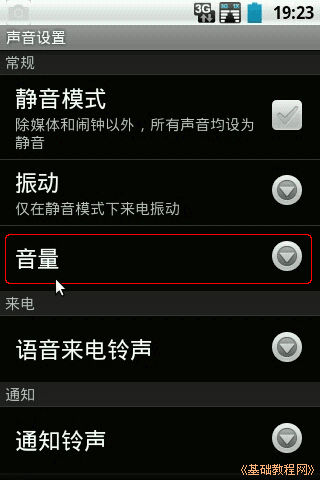 3G
3G 1X
19:23
声音设置
常规
静音模式
除媒体和闹钟以外，所有声音均设为
静音
振动
仅在静音模式下来电振动
音量
来电
语音来电铃声
通知
通知铃声
《基础教程网》